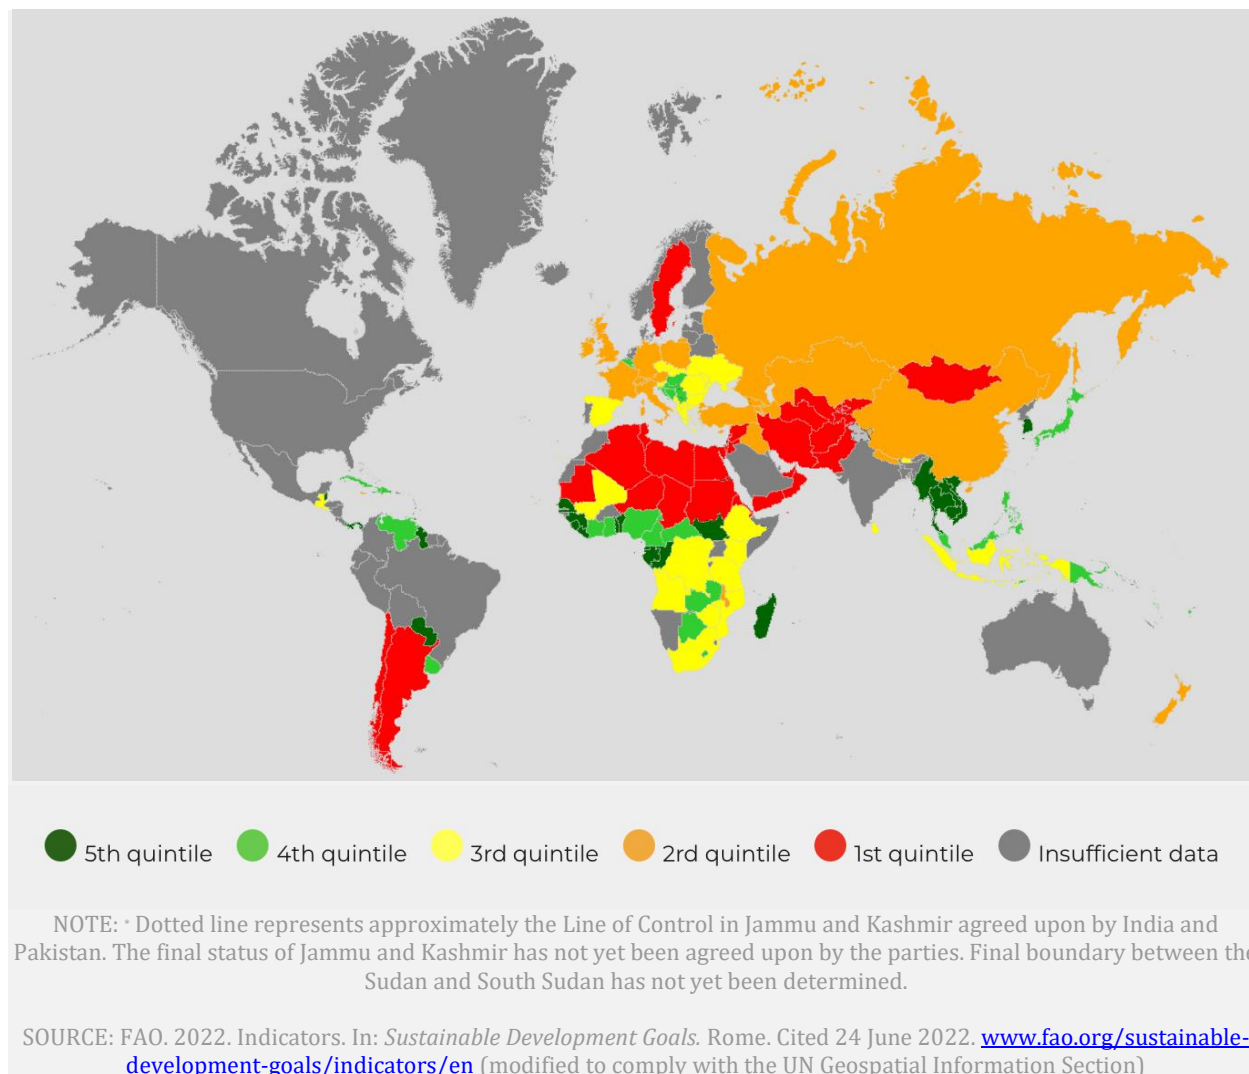 5th quintile 4th quintile 3rd quintile 2rd quintile 1st quintile Insufficient data
NOTE: * Dotted line represents approximately the Line of Control in Jammu and Kashmir agreed upon by India and
Pakistan. The final status of Jammu and Kashmir has not yet been agreed upon by the parties. Final boundary between the
Sudan and South Sudan has not yet been determined.
SOURCE: FAO. 2022. Indicators. In: Sustainable Development Goals. Rome. Cited 24 June 2022. www.fao.org/sustainable-
development-goals/indicators/en (modified to comply with the UN Geospatial Information Section)